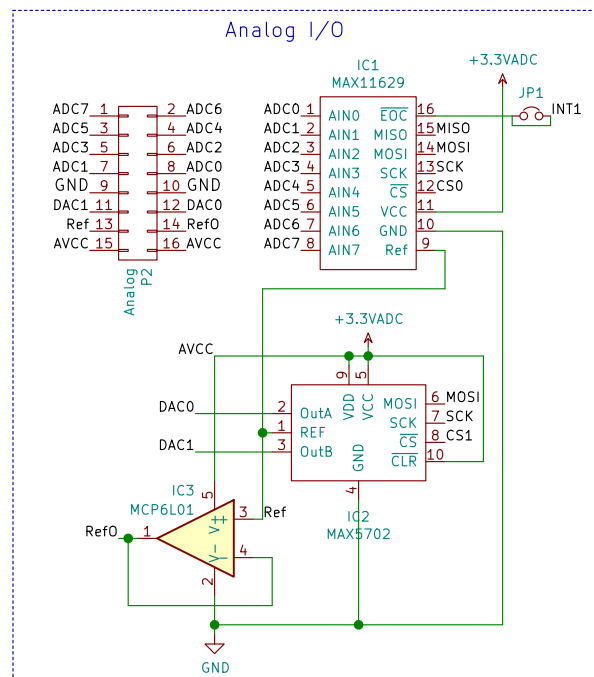 Analog I/O
ADC7 1 2 ADC6
ADC5 3 4 ADC4
ADC3 5 6 ADC2
ADC1 7 8 ADC0
GND 9 10 GND
DAC1 11 12 DAC0
Ref 13 14 RefO
AVCC 15 16 AVCC
Analog
P2
IC1
MAX11629
ADC0 1 AIN0 EOC 16
ADC1 2 AIN1 MISO 15 MISO
ADC2 3 AIN2 MOSI 14 MOSI
ADC3 4 AIN3 SCK 13 SCK
ADC4 5 AIN4 CS 12 CS0
ADC5 6 AIN5 VCC 11
ADC6 7 AIN6 GND 10
ADC7 8 AIN7 Ref 9
+3.3VADC
JP1
INT1
+3.3VADC
AVCC
9 5
VDD VCC
DAC0 2 OutA MOSI 6 MOSI
1 REF SCK 7 SCK
DAC1 3 OutB CS 8 CS1
GND CLR 10
4
IC2
MAX5702
IC3
MCP6L01
5
V+ + 3 Ref
RefO 1
V- - 4
2
GND